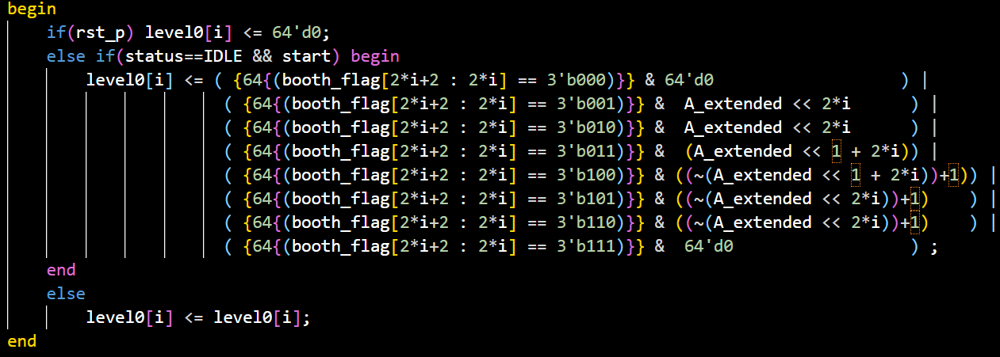 begin
if(rst_p) level0[i] <= 64'd0;
else if(status==IDLE && start) begin
level0[i] <= ( {64{(booth_flag[2*i+2 : 2*i] == 3'b000)}} & 64'd0 ) |
( {64{(booth_flag[2*i+2 : 2*i] == 3'b001)}} & A_extended << 2*i ) |
( {64{(booth_flag[2*i+2 : 2*i] == 3'b010)}} & A_extended << 2*i ) |
( {64{(booth_flag[2*i+2 : 2*i] == 3'b011)}} & (A_extended << 1 + 2*i)) |
( {64{(booth_flag[2*i+2 : 2*i] == 3'b100)}} & ((~(A_extended << 1 + 2*i))+1)) |
( {64{(booth_flag[2*i+2 : 2*i] == 3'b101)}} & ((~(A_extended << 2*i))+1) ) |
( {64{(booth_flag[2*i+2 : 2*i] == 3'b110)}} & ((~(A_extended << 2*i))+1) ) |
( {64{(booth_flag[2*i+2 : 2*i] == 3'b111)}} & 64'd0 ) ;
end
else
level0[i] <= level0[i];
end